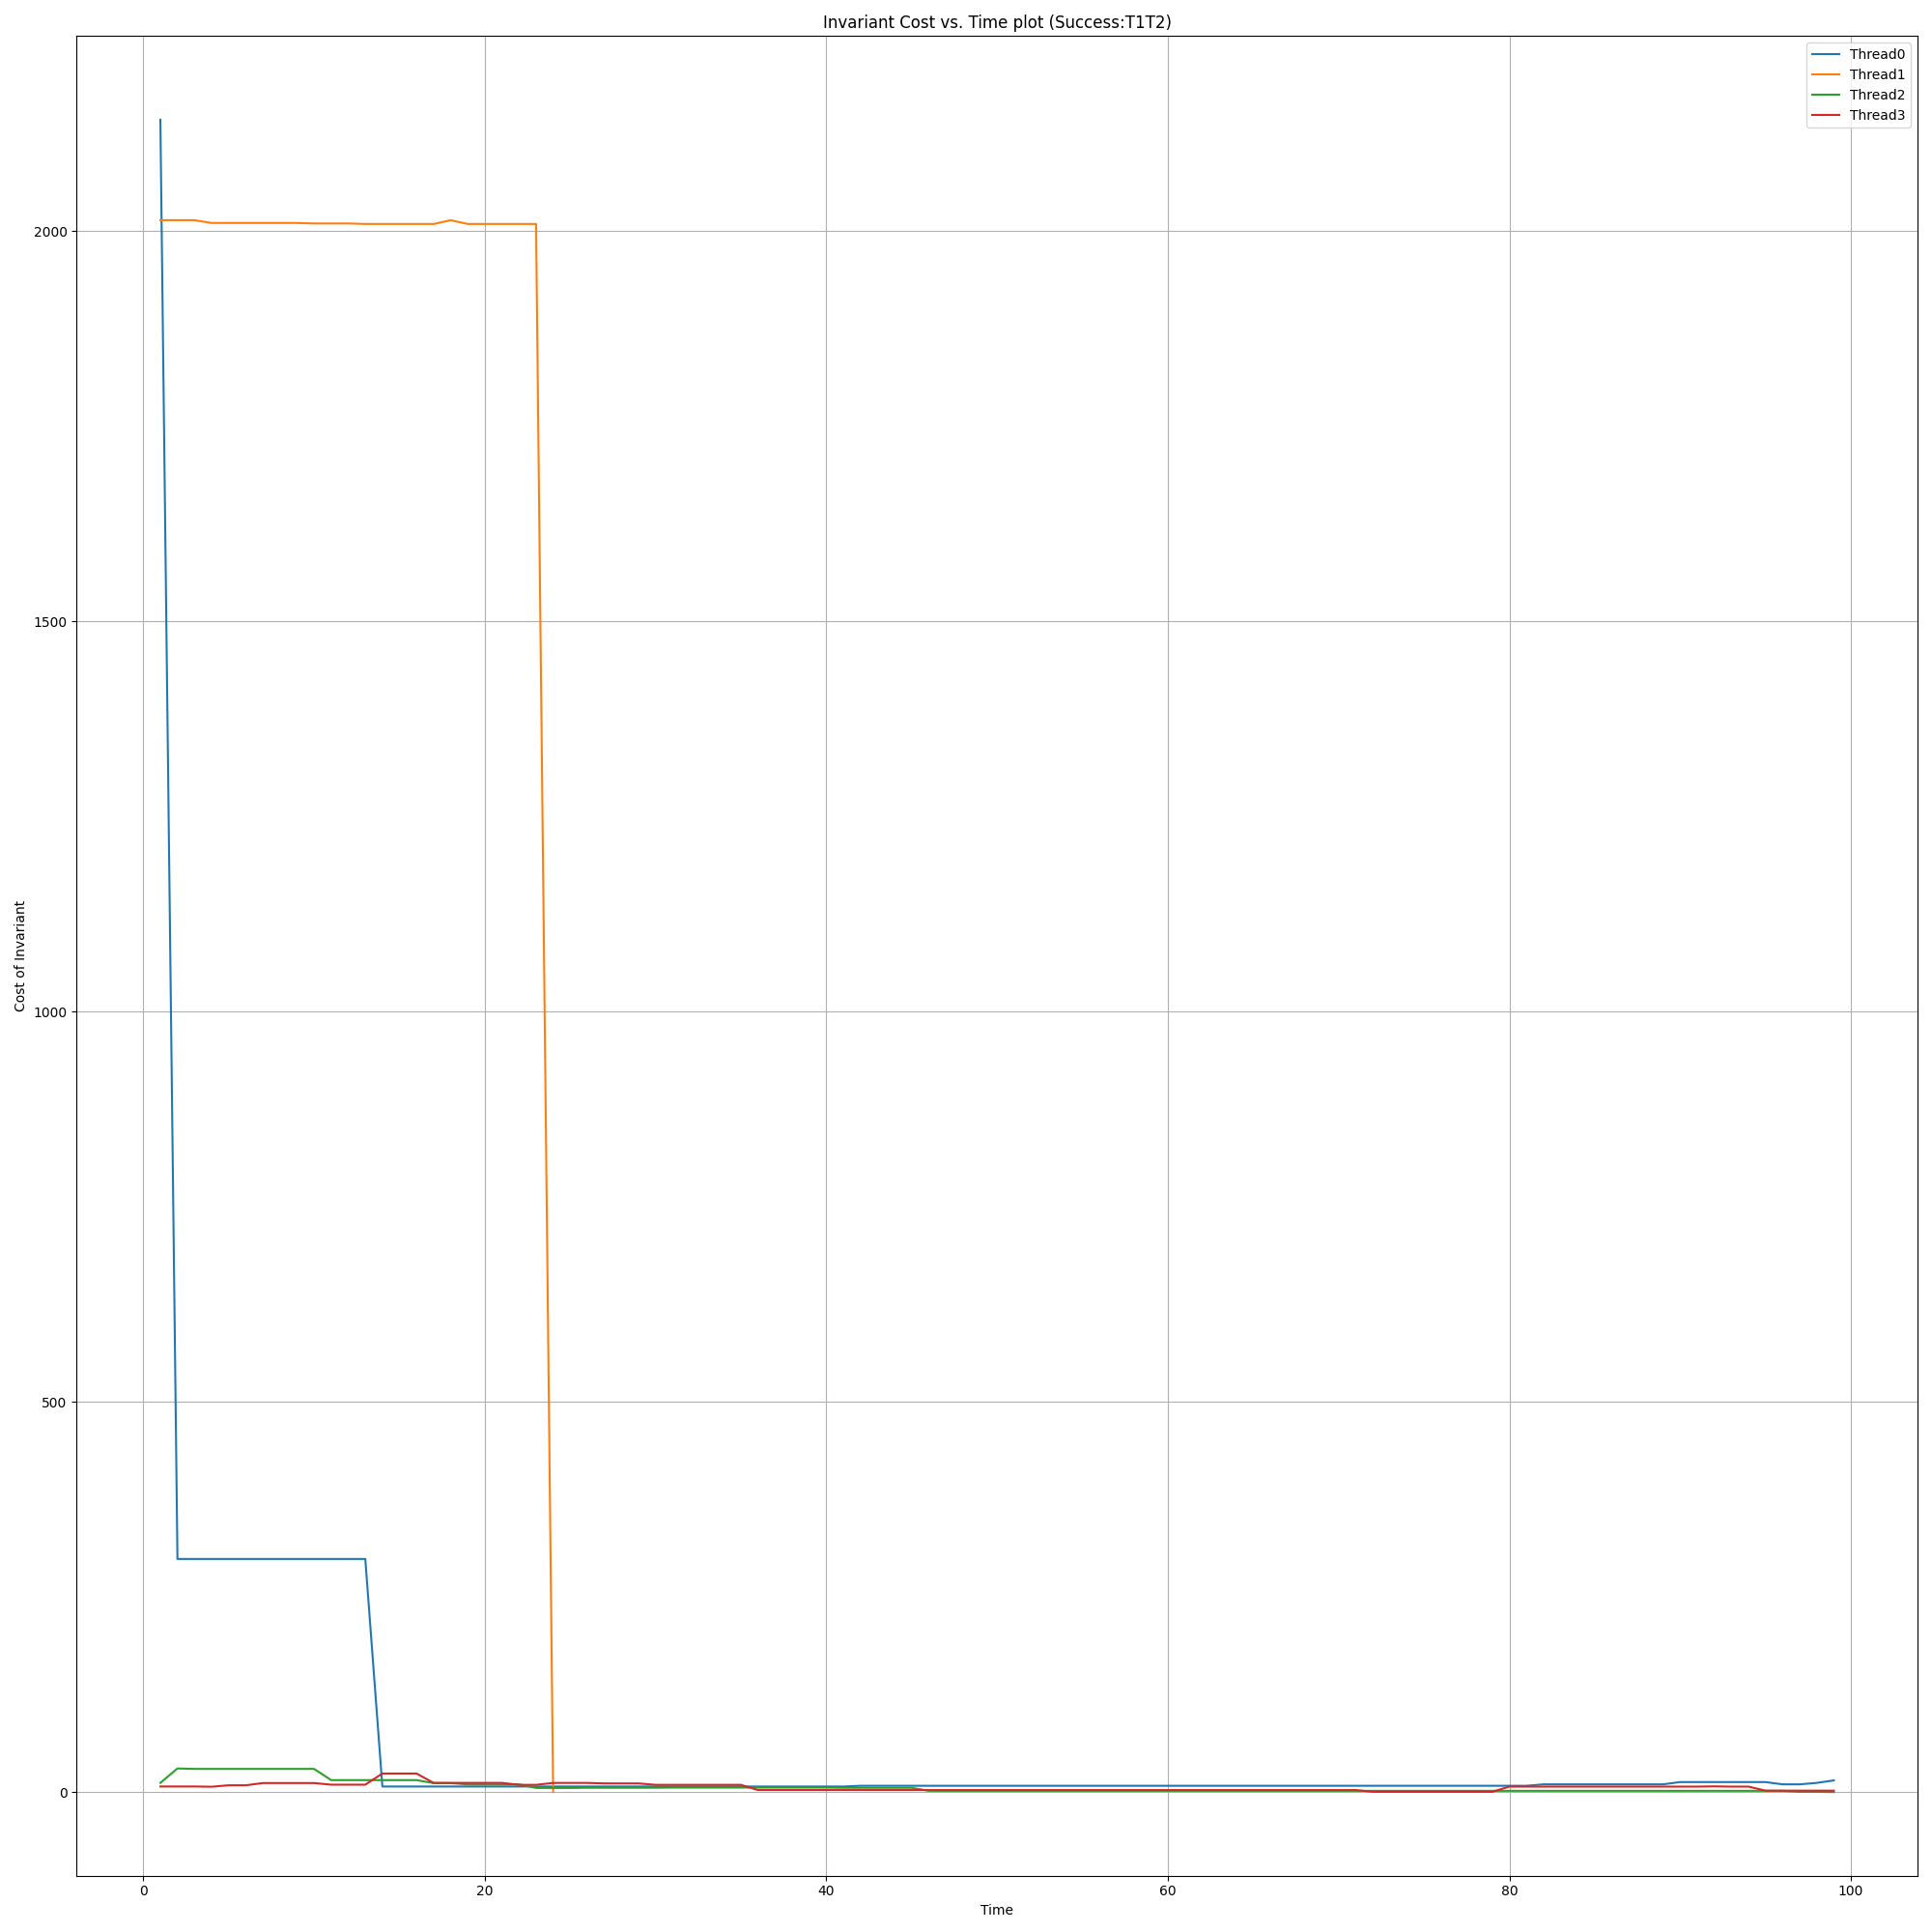 Invariant Cost vs. Time plot (Success:T1T2)
Thread0
Thread1
Thread2
Thread3
2000
1500
1000
500
0
Cost of Invariant
0 20 40 60 80 100
Time